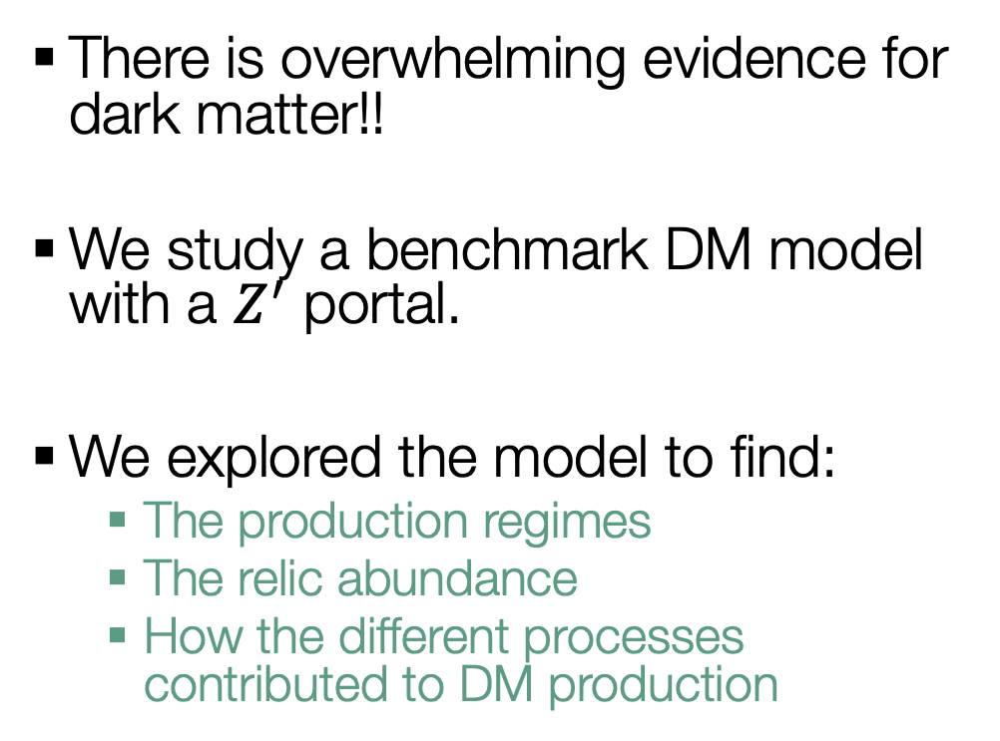 ▪ There is overwhelming evidence for
dark matter!!
▪ We study a benchmark DM model
with a Z′ portal.
▪ We explored the model to find:
▪ The production regimes
▪ The relic abundance
▪ How the different processes
contributed to DM production